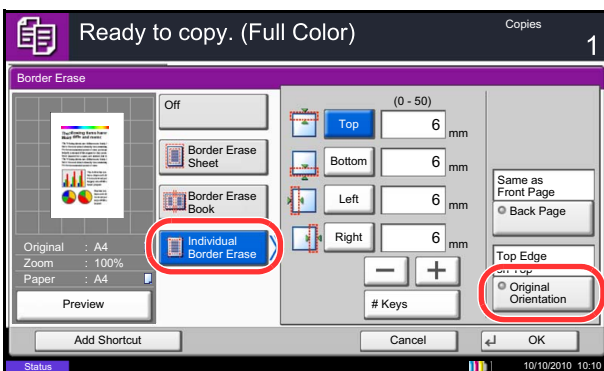 Ready to copy. (Full Color)
Copies
1
Border Erase
Off
Border Erase
Sheet
Border Erase
Book
Individual
Border Erase
(0 - 50)
Top
6 mm
Bottom
6 mm
Left
6 mm
Right
6 mm
# Keys
Same as
Front Page
Back Page
Top Edge
on Top
Original
Orientation
Original : A4
Zoom : 100%
Paper : A4
Preview
Add Shortcut
Cancel
OK
Status
10/10/2010 10:10